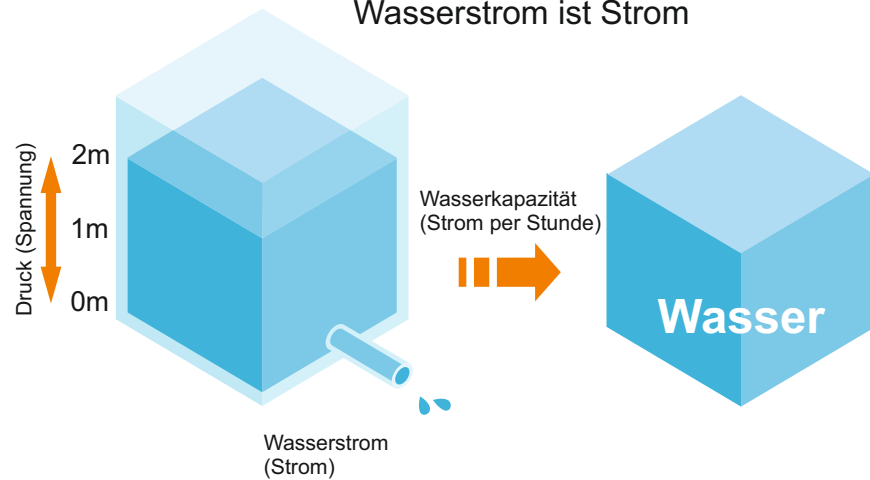 Wasserstrom ist Strom
Druck (Spannung)
2m
1m
0m
Wasserkapazität
(Strom per Stunde)
Wasser
Wasserstrom
(Strom)